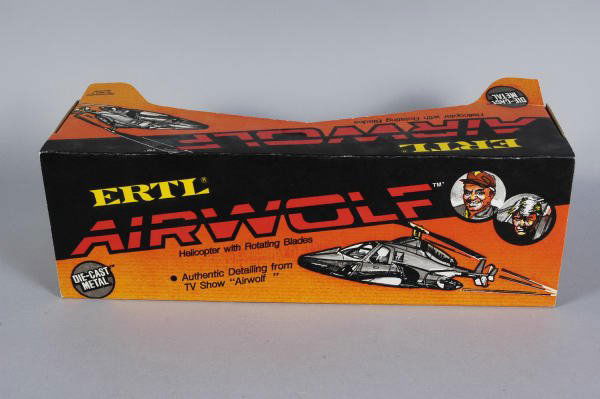 DIE-CAST
METAL
Helicopter with Rotating Blades
AIRWOLF
ERTL
ERTL®
AIRWOLF™
Helicopter with Rotating Blades
DIE-CAST
METAL
• Authentic Detailing from
TV Show "Airwolf"